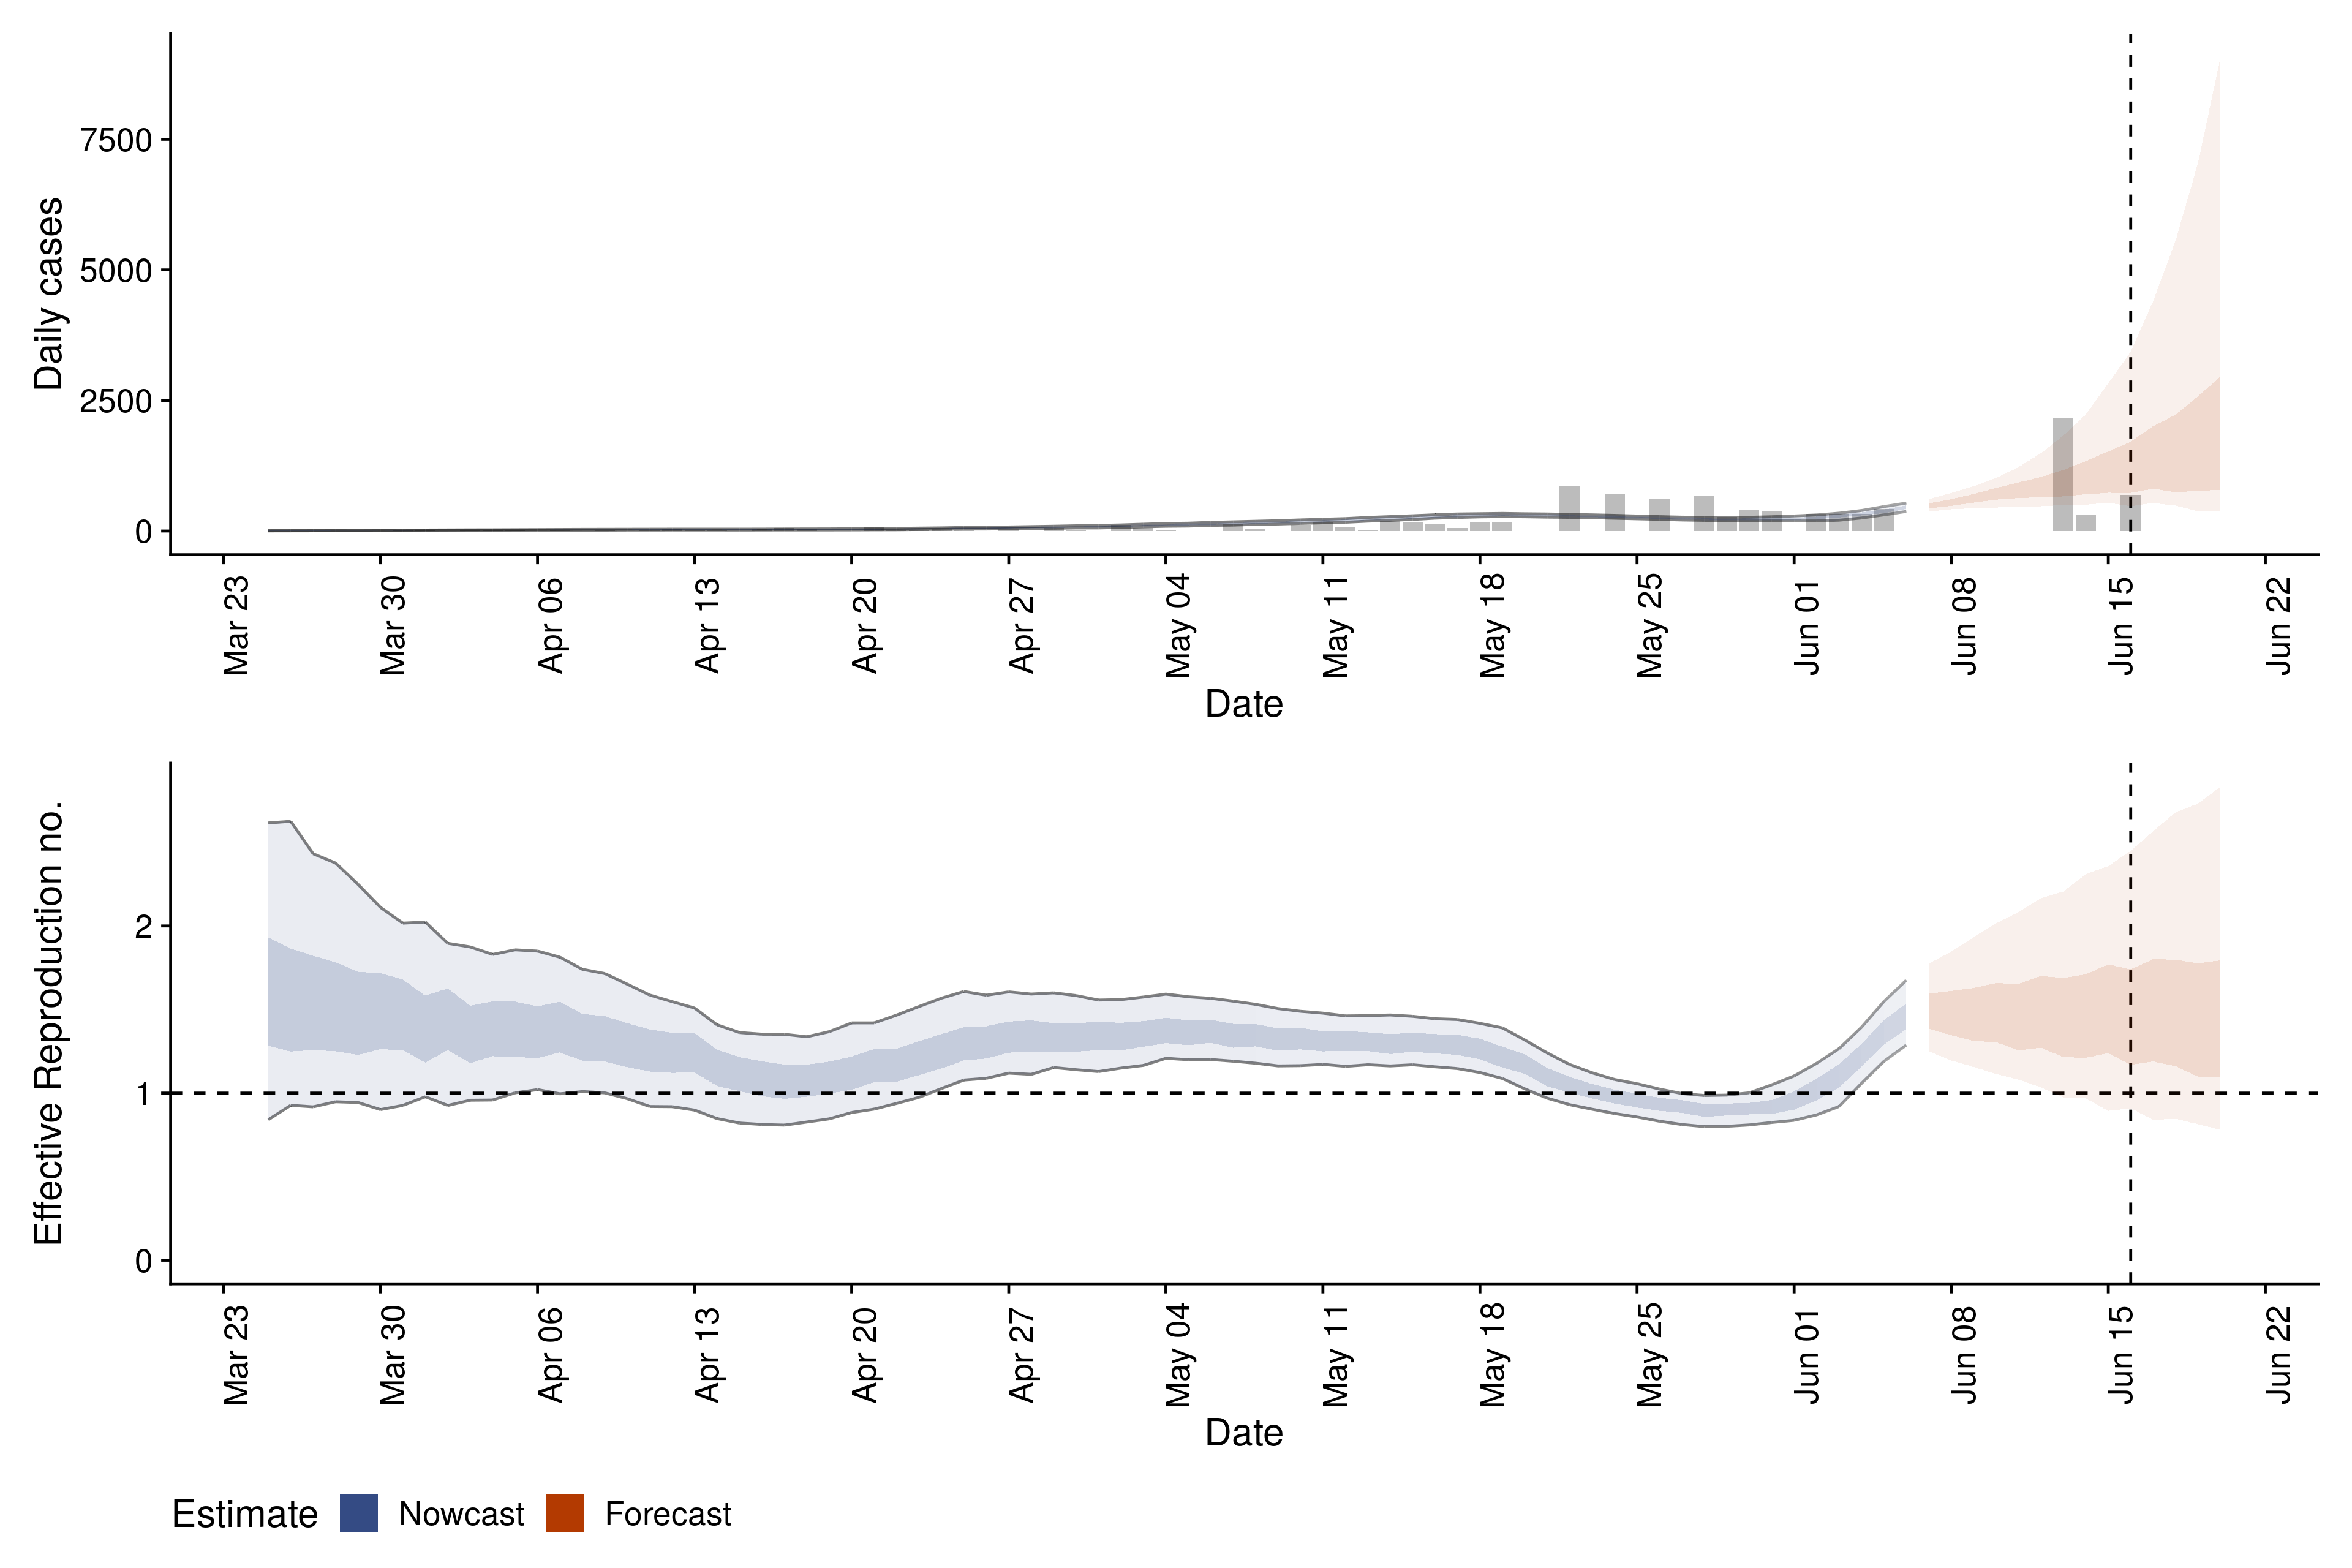 Daily cases
7500
5000
2500
0
Mar 23
Mar 30
Apr 06
Apr 13
Apr 20
Apr 27
May 04
May 11
May 18
May 25
Jun 01
Jun 08
Jun 15
Jun 22
Date
Effective Reproduction no.
2
1
0
Mar 23
Mar 30
Apr 06
Apr 13
Apr 20
Apr 27
May 04
May 11
May 18
May 25
Jun 01
Jun 08
Jun 15
Jun 22
Date
Estimate Nowcast Forecast